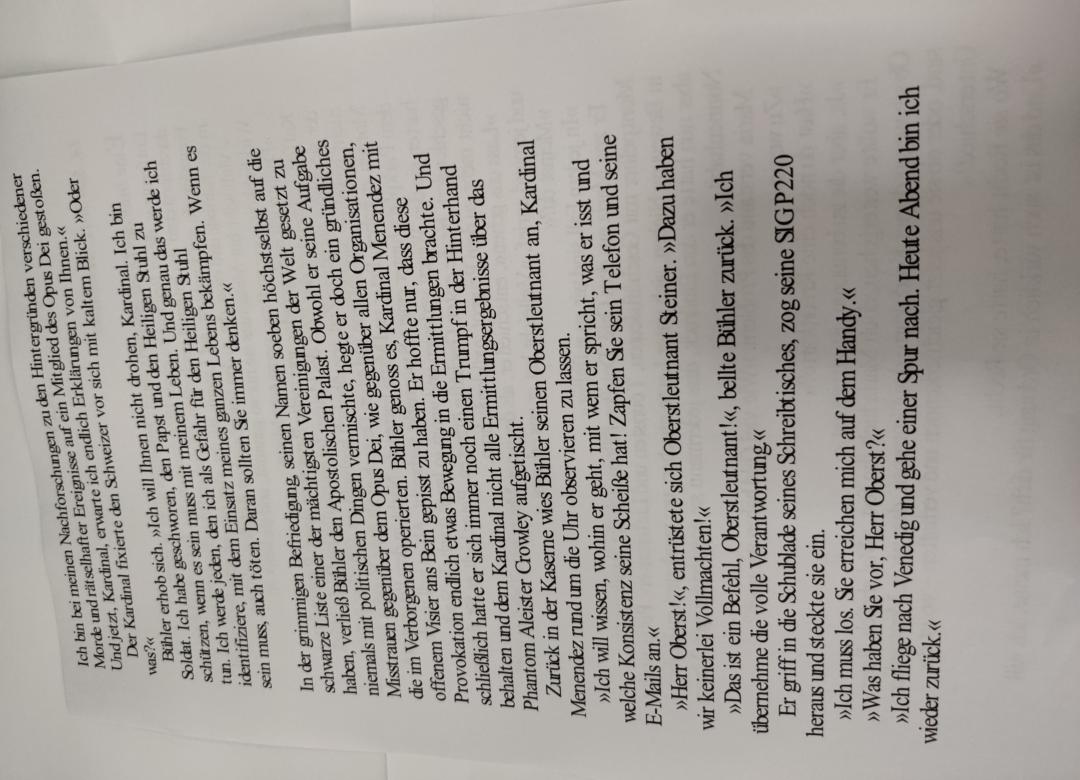 Ich bin bei meinen Nachforschungen zu den Hintergründen verschiedener
Morde und rätselhafter Ereignisse auf ein Mitglied des Opus Dei gestoßen.
Und jetzt, Kardinal, erwarte ich endlich Erklärungen von Ihnen.«
Der Kardinal fixierte den Schweizer vor sich mit kaltem Blick. »Oder
was?«
Bühler erhob sich. »Ich will Ihnen nicht drohen, Kardinal. Ich bin
Soldat. Ich habe geschworen, den Papst und den Heiligen Stuhl zu
schützen, wenn es sein muss mit meinem Leben. Und genau das werde ich
tun. Ich werde jeden, den ich als Gefahr für den Heiligen Stuhl
identifiziere, mit dem Einsatz meines ganzen Lebens bekämpfen. Wenn es
sein muss, auch töten. Daran sollten Sie immer denken.«
In der grimmigen Befriedigung, seinen Namen soeben höchstselbst auf die
schwarze Liste einer der mächtigsten Vereinigungen der Welt gesetzt zu
haben, verließ Bühler den Apostolischen Palast. Obwohl er seine Aufgabe
niemals mit politischen Dingen vermischte, hegte er doch ein gründliches
Misstrauen gegenüber dem Opus Dei, wie gegenüber allen Organisationen,
die im Verborgenen operierten. Bühler genoss es, Kardinal Menendez mit
offenem Visier ans Bein gepisst zu haben. Er hoffte nur, dass diese
Provokation endlich etwas Bewegung in die Ermittlungen brachte. Und
schließlich hatte er sich immer noch einen Trumpf in der Hinterhand
behalten und dem Kardinal nicht alle Ermittlungsergebnisse über das
Phantom Aleister Crowley aufgetischt.
Zurück in der Kaserne wies Bühler seinen Oberstleutnant an, Kardinal
Menendez rund um die Uhr observieren zu lassen.
»Ich will wissen, wohin er geht, mit wem er spricht, was er isst und
welche Konsistenz seine Scheiße hat! Zapfen Sie sein Telefon und seine
E-Mails an.«
»Herr Oberst!«, entrüstete sich Oberstleutnant Steiner. »Dazu haben
wir keinerlei Vollmachten!«
»Das ist ein Befehl, Oberstleutnant!«, bellte Bühler zurück. »Ich
übernehme die volle Verantwortung.«
Er griff in die Schublade seines Schreibtisches, zog seine SIG P220
heraus und steckte sie ein.
»Ich muss los. Sie erreichen mich auf dem Handy.«
»Was haben Sie vor, Herr Oberst?«
»Ich fliege nach Venedig und gehe einer Spur nach. Heute Abend bin ich
wieder zurück.«